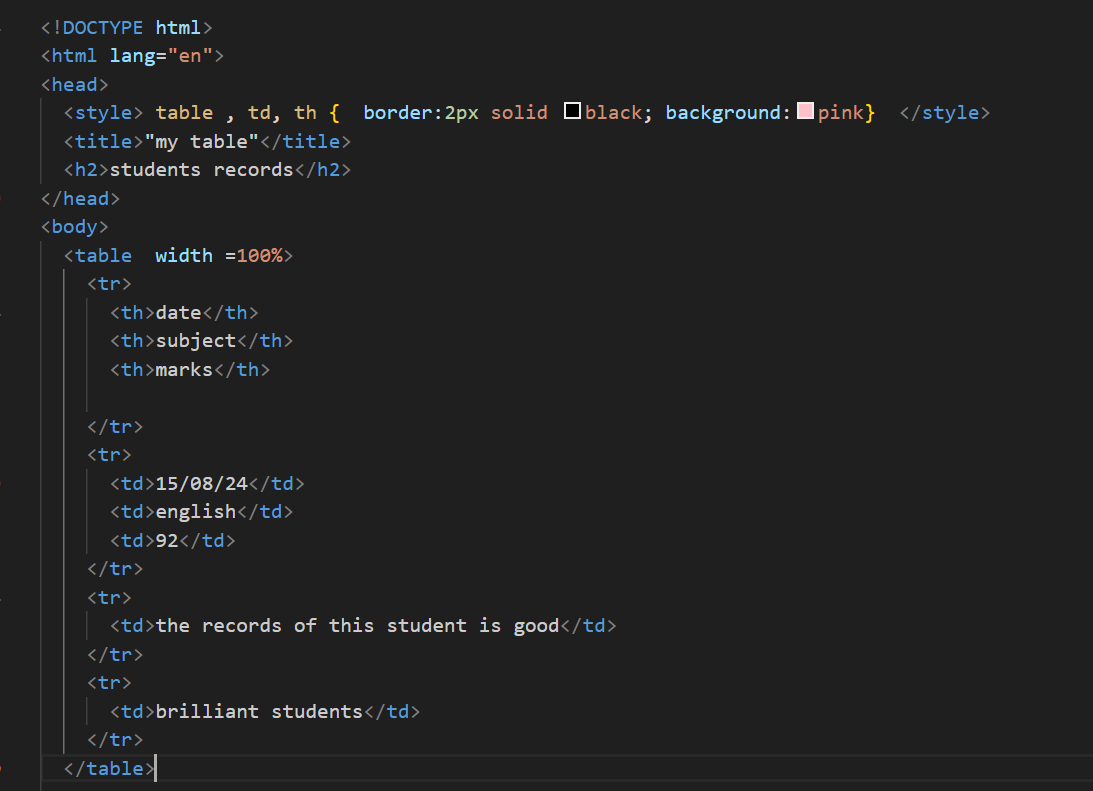 <!DOCTYPE html>
<html lang="en">
<head>
  <style> table , td, th {  border:2px solid black; background:pink}  </style>
  <title>"my table"</title>
  <h2>students records</h2>
</head>
<body>
  <table  width =100%>
    <tr>
      <th>date</th>
      <th>subject</th>
      <th>marks</th>

    </tr>
    <tr>
      <td>15/08/24</td>
      <td>english</td>
      <td>92</td>
    </tr>
    <tr>
      <td>the records of this student is good</td>
    </tr>
    <tr>
      <td>brilliant students</td>
    </tr>
  </table>